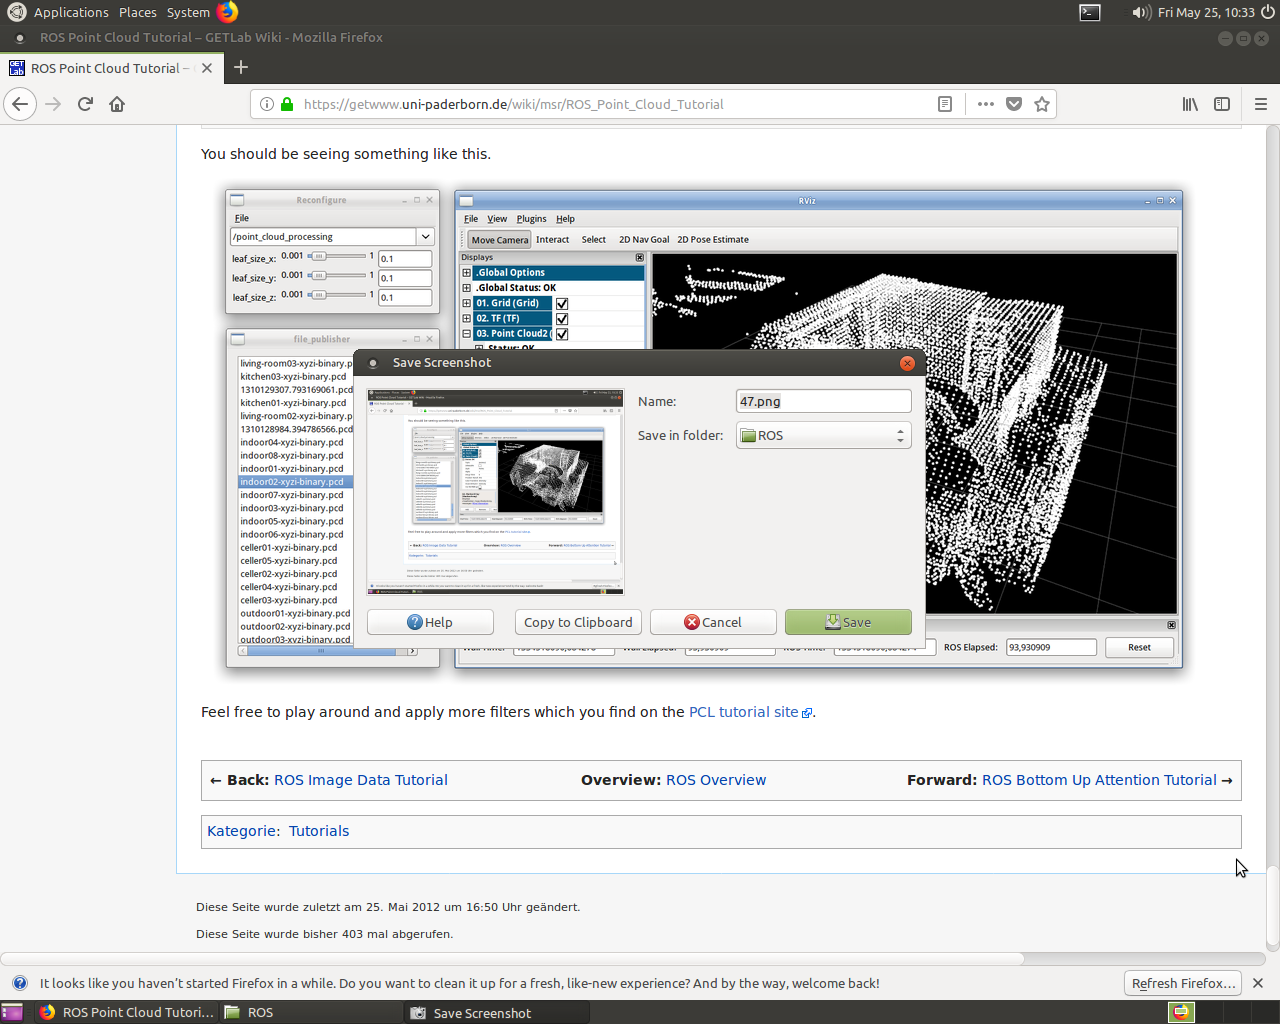 Applications Places System
Fri May 25, 10:33
ROS Point Cloud Tutorial – GETLab Wiki - Mozilla Firefox
GET Lab
ROS Point Cloud Tutorial –
https://getwww.uni-paderborn.de/wiki/msr/ROS_Point_Cloud_Tutorial
You should be seeing something like this.
Reconfigure
File
/point_cloud_processing
leaf_size_x: 0.001 1 0.1
leaf_size_y: 0.001 1 0.1
leaf_size_z: 0.001 1 0.1
RViz
File View Plugins Help
Move Camera Interact Select 2D Nav Goal 2D Pose Estimate
Displays
.Global Options
.Global Status: OK
01. Grid (Grid)
02. TF (TF)
03. Point Cloud2 (
Status: OK
file_publisher
living-room03-xyzi-binary.p
kitchen03-xyzi-binary.pcd
1310129307.793169061.pcd
kitchen01-xyzi-binary.pcd
living-room02-xyzi-binary.p
1310128984.394786566.pcd
indoor04-xyzi-binary.pcd
indoor08-xyzi-binary.pcd
indoor01-xyzi-binary.pcd
indoor02-xyzi-binary.pcd
indoor07-xyzi-binary.pcd
indoor03-xyzi-binary.pcd
indoor05-xyzi-binary.pcd
indoor06-xyzi-binary.pcd
celler01-xyzi-binary.pcd
celler05-xyzi-binary.pcd
celler02-xyzi-binary.pcd
celler04-xyzi-binary.pcd
celler03-xyzi-binary.pcd
outdoor01-xyzi-binary.pcd
outdoor02-xyzi-binary.pcd
outdoor03-xyzi-binary.pcd
Save Screenshot
Name: 47.png
Save in folder: ROS
Help Copy to Clipboard Cancel Save
ROS Elapsed: 93,930909 Reset
Feel free to play around and apply more filters which you find on the PCL tutorial site.
← Back: ROS Image Data Tutorial Overview: ROS Overview Forward: ROS Bottom Up Attention Tutorial →
Kategorie: Tutorials
Diese Seite wurde zuletzt am 25. Mai 2012 um 16:50 Uhr geändert.
Diese Seite wurde bisher 403 mal abgerufen.
It looks like you haven't started Firefox in a while. Do you want to clean it up for a fresh, like-new experience? And by the way, welcome back!
Refresh Firefox...
ROS Point Cloud Tutori... ROS Save Screenshot